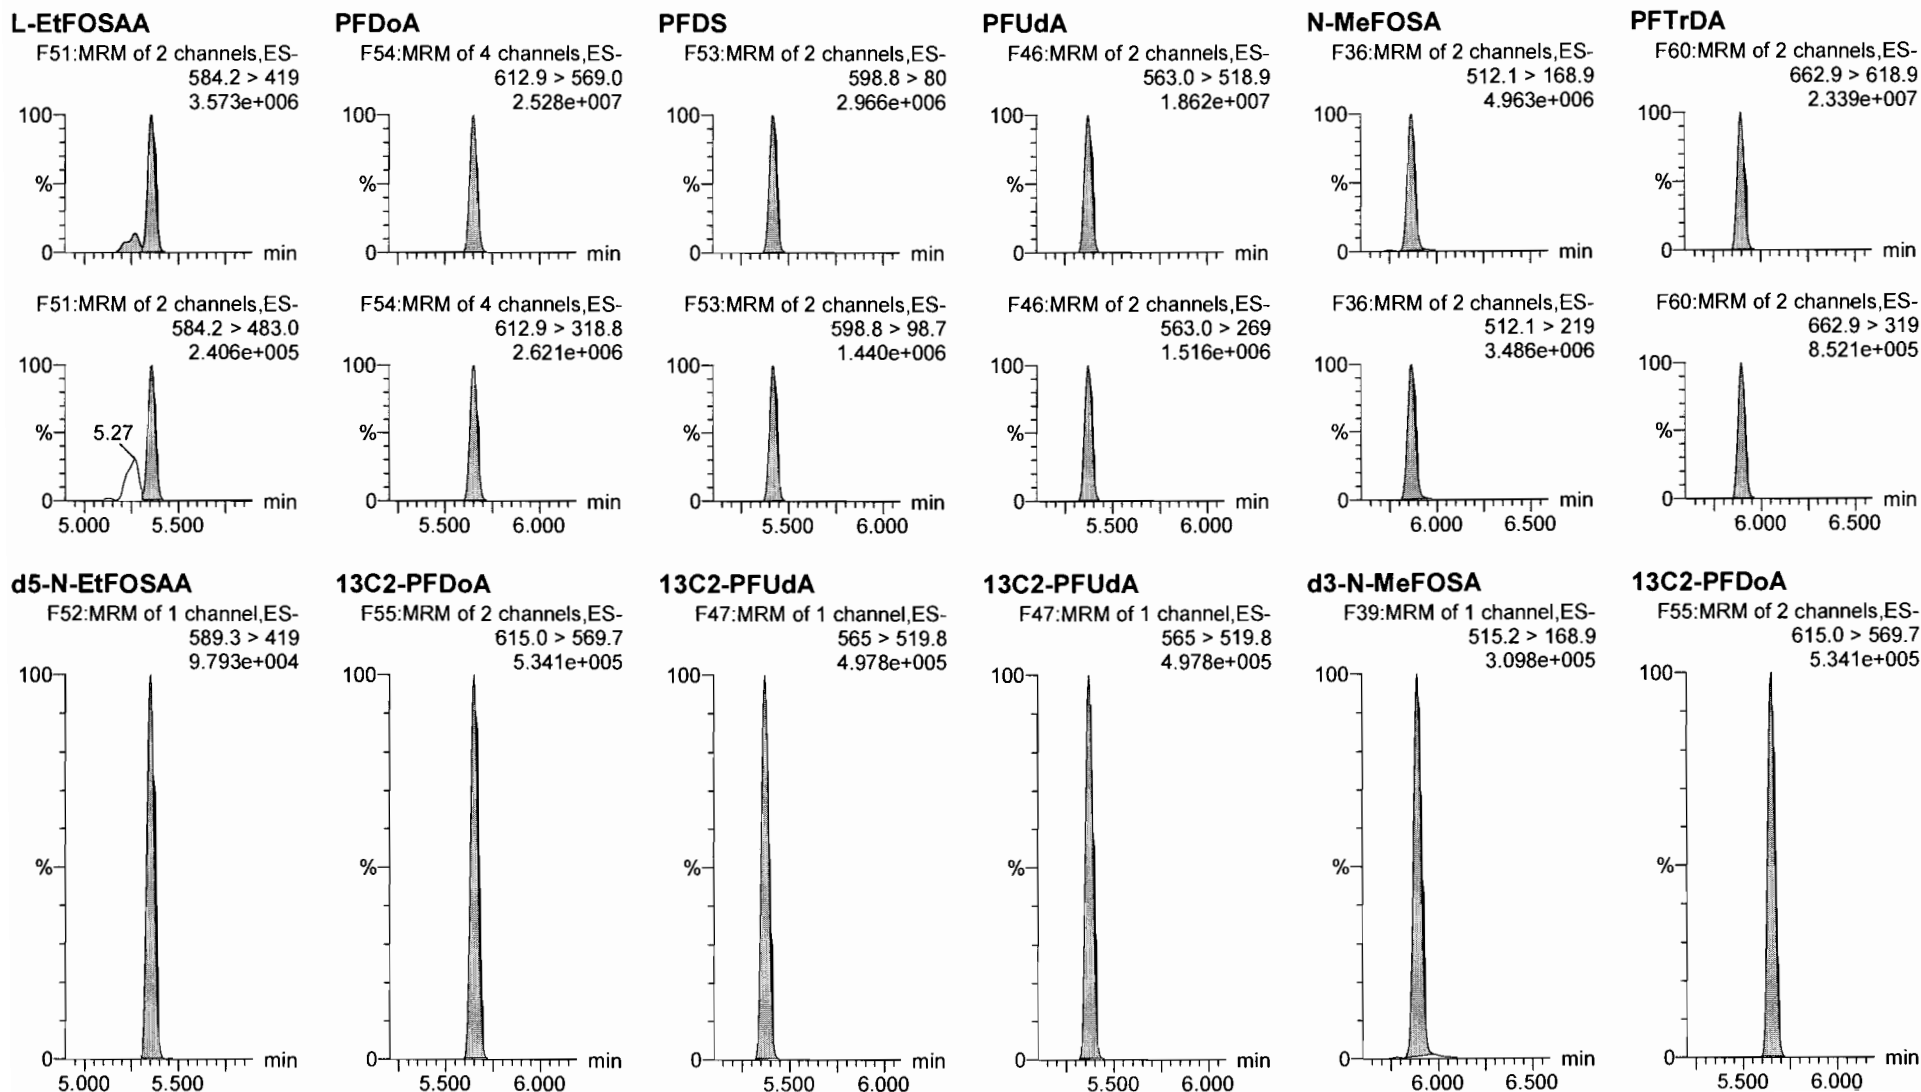 L-EtFOSAA
F51:MRM of 2 channels,ES-
584.2 > 419
3.573e+006
100
%
0
min
PFDoA
F54:MRM of 4 channels,ES-
612.9 > 569.0
2.528e+007
100
%
0
min
PFDS
F53:MRM of 2 channels,ES-
598.8 > 80
2.966e+006
100
%
0
min
PFUdA
F46:MRM of 2 channels,ES-
563.0 > 518.9
1.862e+007
100
%
0
min
N-MeFOSA
F36:MRM of 2 channels,ES-
512.1 > 168.9
4.963e+006
100
%
0
min
PFTrDA
F60:MRM of 2 channels,ES-
662.9 > 618.9
2.339e+007
100
%
0
min
F51:MRM of 2 channels,ES-
584.2 > 483.0
2.406e+005
100
5.27
%
0
min
5.000 5.500
F54:MRM of 4 channels,ES-
612.9 > 318.8
2.621e+006
100
%
0
min
5.500 6.000
F53:MRM of 2 channels,ES-
598.8 > 98.7
1.440e+006
100
%
0
min
5.500 6.000
F46:MRM of 2 channels,ES-
563.0 > 269
1.516e+006
100
%
0
min
5.500 6.000
F36:MRM of 2 channels,ES-
512.1 > 219
3.486e+006
100
%
0
min
6.000 6.500
F60:MRM of 2 channels,ES-
662.9 > 319
8.521e+005
100
%
0
min
6.000 6.500
d5-N-EtFOSAA
F52:MRM of 1 channel,ES-
589.3 > 419
9.793e+004
100
%
0
min
5.000 5.500
13C2-PFDoA
F55:MRM of 2 channels,ES-
615.0 > 569.7
5.341e+005
100
%
0
min
5.500 6.000
13C2-PFUdA
F47:MRM of 1 channel,ES-
565 > 519.8
4.978e+005
100
%
0
min
5.500 6.000
13C2-PFUdA
F47:MRM of 1 channel,ES-
565 > 519.8
4.978e+005
100
%
0
min
5.500 6.000
d3-N-MeFOSA
F39:MRM of 1 channel,ES-
515.2 > 168.9
3.098e+005
100
%
0
min
6.000 6.500
13C2-PFDoA
F55:MRM of 2 channels,ES-
615.0 > 569.7
5.341e+005
100
%
0
min
5.500 6.000